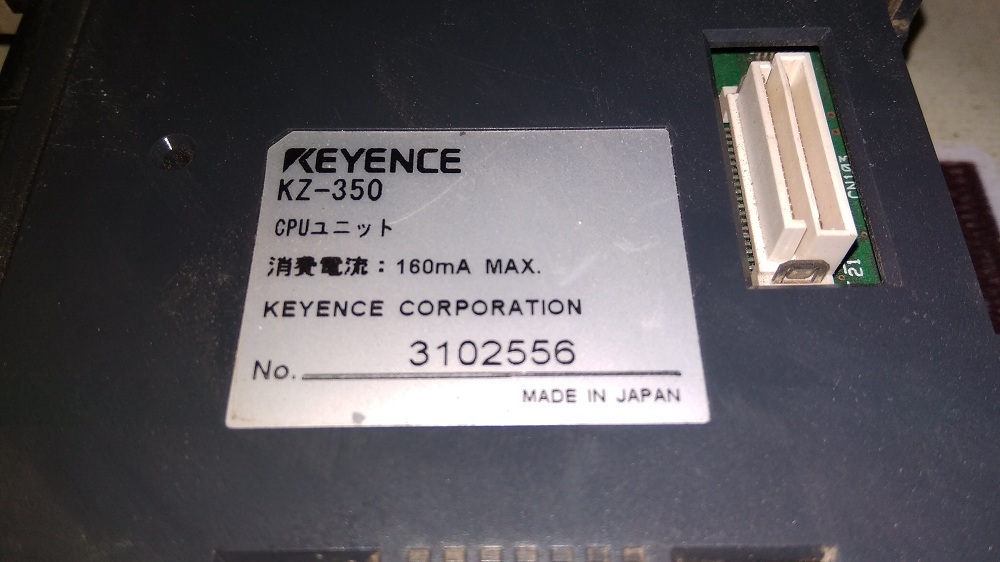 KEYENCE
KZ-350
CPUユニット
消費電流：160mA MAX.
KEYENCE CORPORATION
No. 3102556
MADE IN JAPAN
CN103
21